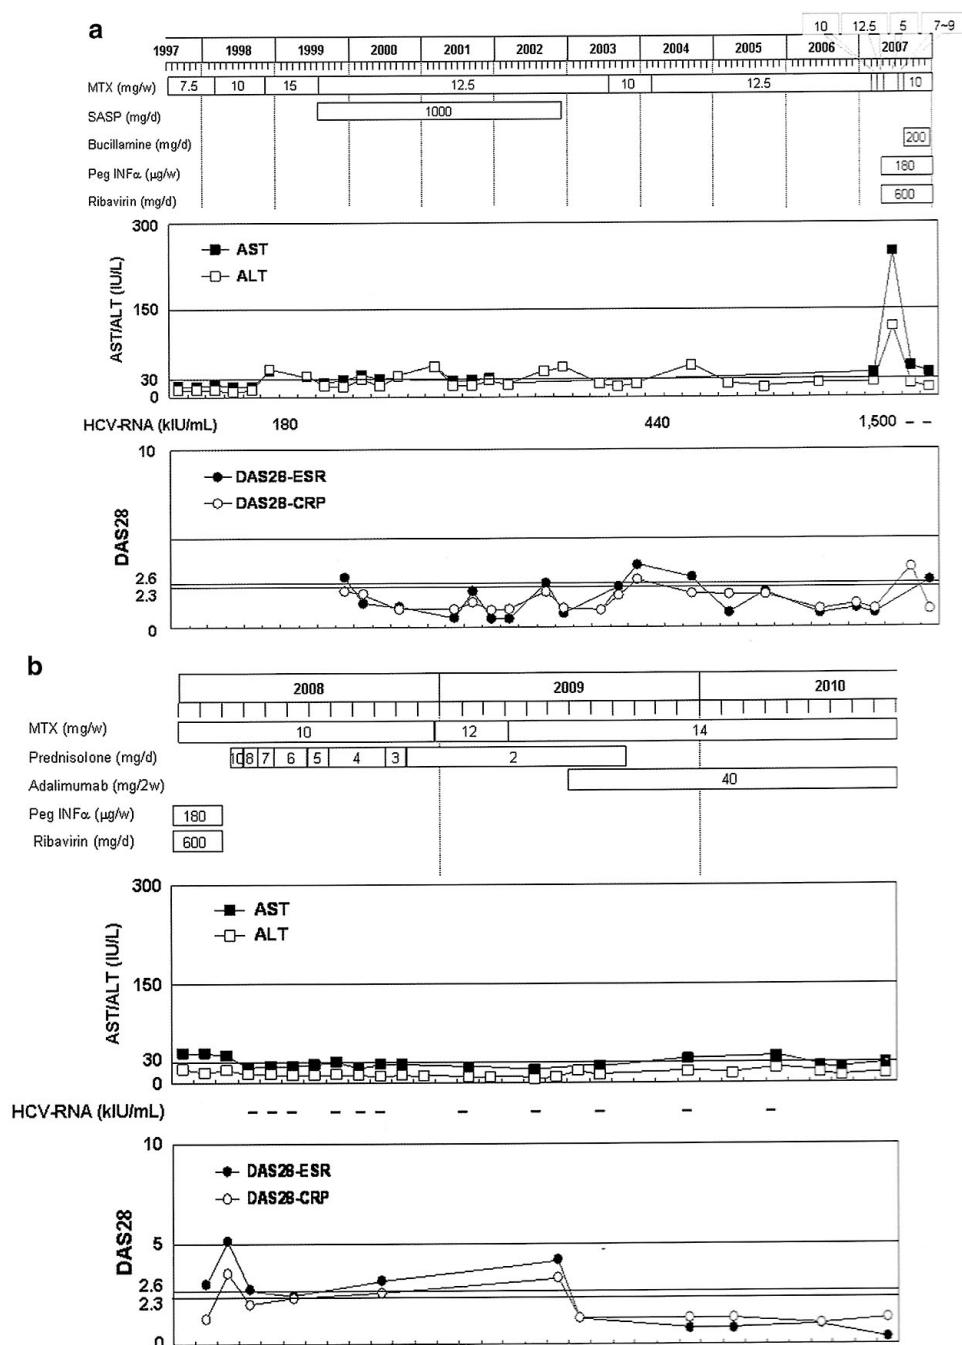 a
10 12.5 5 7~9
1997 1998 1999 2000 2001 2002 2003 2004 2005 2006 2007
MTX (mg/w) 7.5 10 15 12.5 10 12.5 10
SASP (mg/d) 1000
Bucillamine (mg/d) 200
Peg INFα (μg/w) 180
Ribavirin (mg/d) 600
300
AST
ALT
AST/ALT (IU/L)
150
30
0
HCV-RNA (kIU/mL) 180 440 1,500 – –
10
DAS28-ESR
DAS28-CRP
DAS28
2.6
2.3
0
b
2008 2009 2010
MTX (mg/w) 10 12 14
Prednisolone (mg/d) 10 8 7 6 5 4 3 2
Adalimumab (mg/2w) 40
Peg INFα (μg/w) 180
Ribavirin (mg/d) 600
300
AST
ALT
AST/ALT (IU/L)
150
30
0
HCV-RNA (kIU/mL) – – – – – – – – – – –
10
DAS28-ESR
DAS28-CRP
DAS28
5
2.6
2.3
0